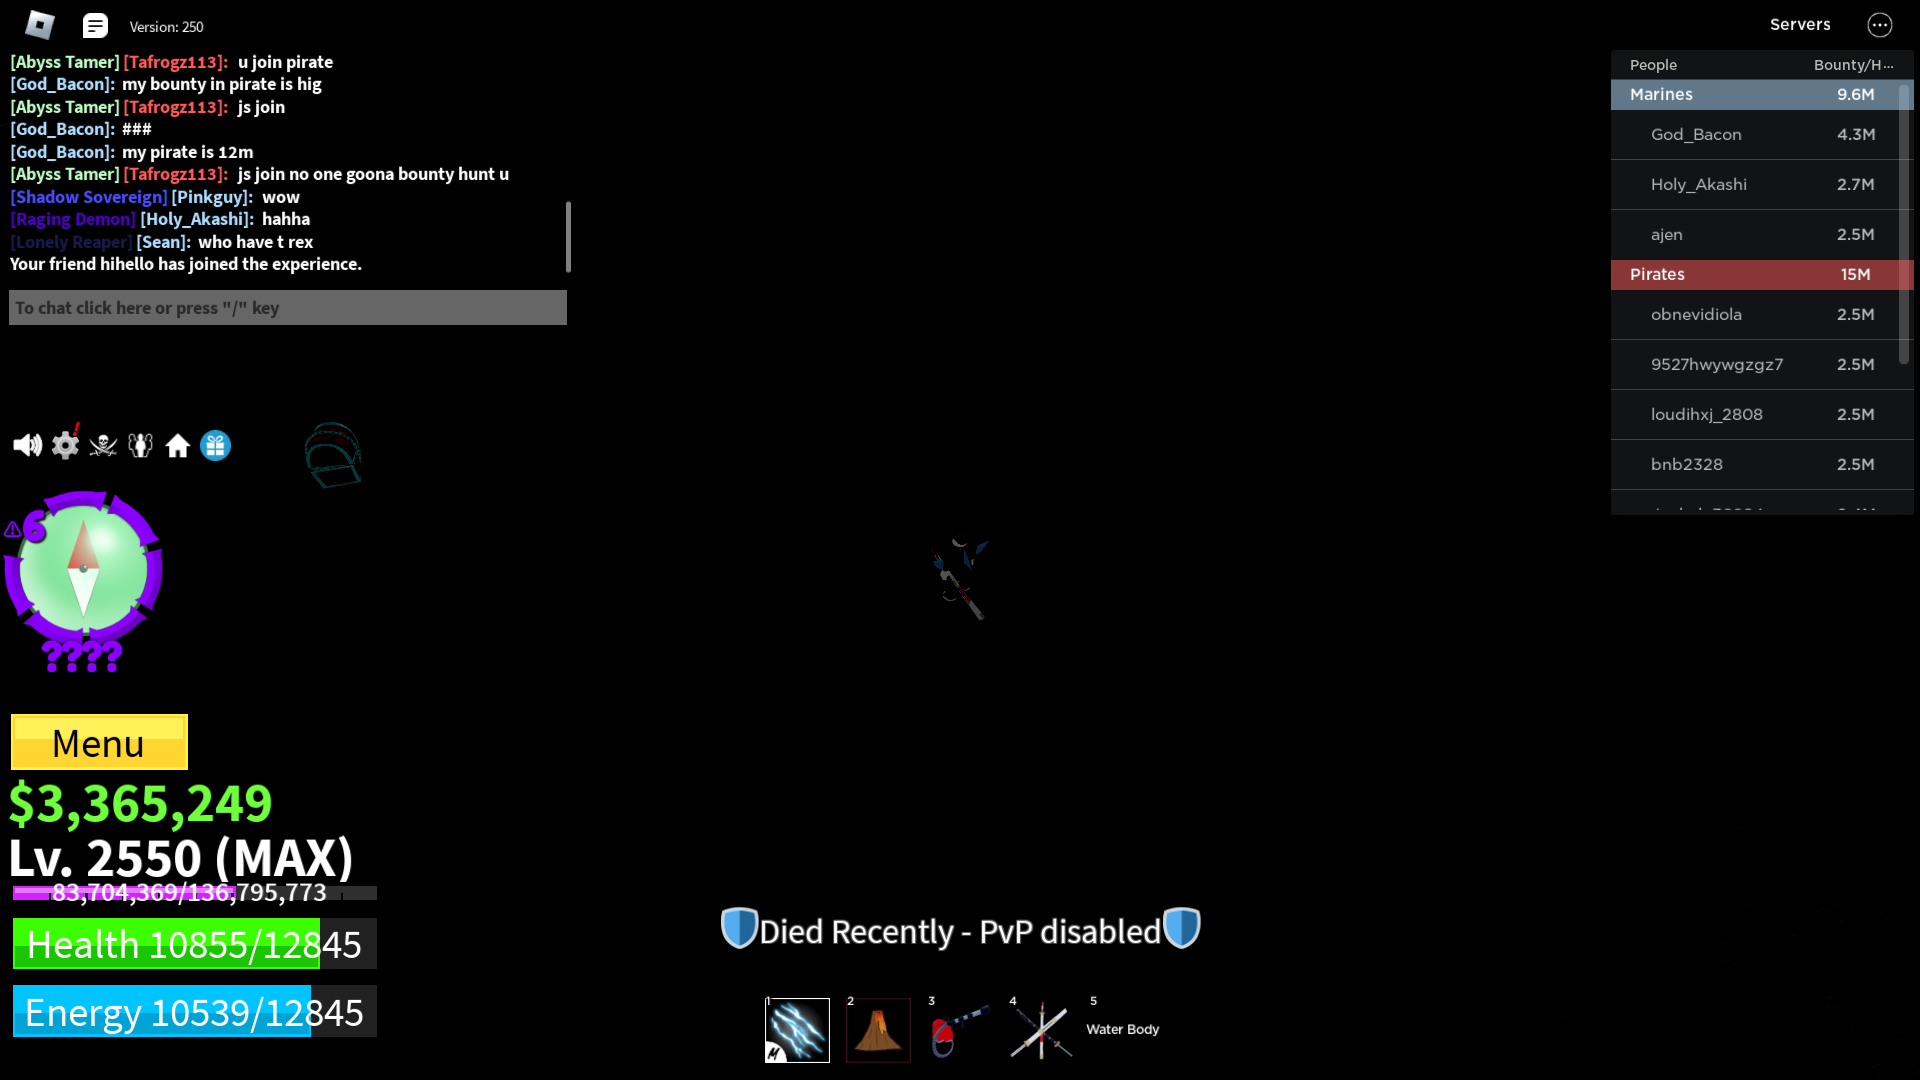 Version: 250
Servers
[Abyss Tamer] [Tafrogz113]: u join pirate
[God_Bacon]: my bounty in pirate is hig
[Abyss Tamer] [Tafrogz113]: js join
[God_Bacon]: ###
[God_Bacon]: my pirate is 12m
[Abyss Tamer] [Tafrogz113]: js join no one goona bounty hunt u
[Shadow Sovereign] [Pinkguy]: wow
[Raging Demon] [Holy_Akashi]: hahha
[Lonely Reaper] [Sean]: who have t rex
Your friend hihello has joined the experience.
To chat click here or press "/" key
People Bounty/H...
Marines 9.6M
God_Bacon 4.3M
Holy_Akashi 2.7M
ajen 2.5M
Pirates 15M
obnevidiola 2.5M
9527hwywgzgz7 2.5M
loudihxj_2808 2.5M
bnb2328 2.5M
6
????
Menu
$3,365,249
Lv. 2550 (MAX)
83,704,369/136,795,773
Health 10855/12845
Energy 10539/12845
Died Recently - PvP disabled
1
M
2
3
4
5
Water Body